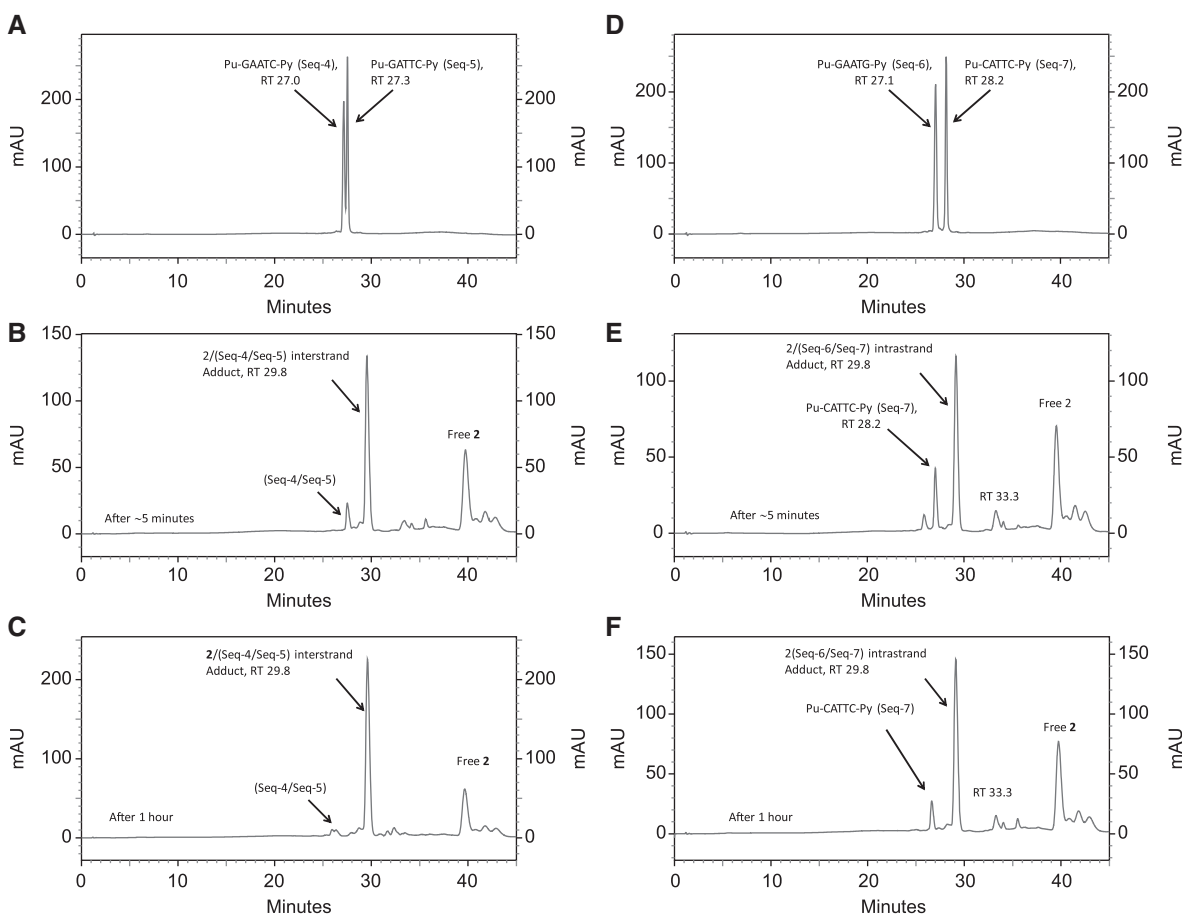 A
Pu-GAATC-Py (Seq-4),
RT 27.0
Pu-GATTC-Py (Seq-5),
RT 27.3
mAU
200
100
0
200
100
0
mAU
0 10 20 30 40
Minutes
D
Pu-GAATG-Py (Seq-6),
RT 27.1
Pu-CATTC-Py (Seq-7),
RT 28.2
mAU
200
100
0
200
100
0
mAU
0 10 20 30 40
Minutes
B
2/(Seq-4/Seq-5) interstrand
Adduct, RT 29.8
Free 2
(Seq-4/Seq-5)
After ~5 minutes
mAU
150
100
50
0
150
100
50
0
mAU
0 10 20 30 40
Minutes
E
2/(Seq-6/Seq-7) intrastrand
Adduct, RT 29.8
Pu-CATTC-Py (Seq-7),
RT 28.2
Free 2
RT 33.3
After ~5 minutes
mAU
100
50
0
100
50
0
mAU
0 10 20 30 40
Minutes
C
2/(Seq-4/Seq-5) interstrand
Adduct, RT 29.8
Free 2
(Seq-4/Seq-5)
After 1 hour
mAU
200
100
0
200
100
0
mAU
0 10 20 30 40
Minutes
F
2(Seq-6/Seq-7) intrastrand
Adduct, RT 29.8
Pu-CATTC-Py (Seq-7)
Free 2
RT 33.3
After 1 hour
mAU
150
100
50
0
150
100
50
0
mAU
0 10 20 30 40
Minutes